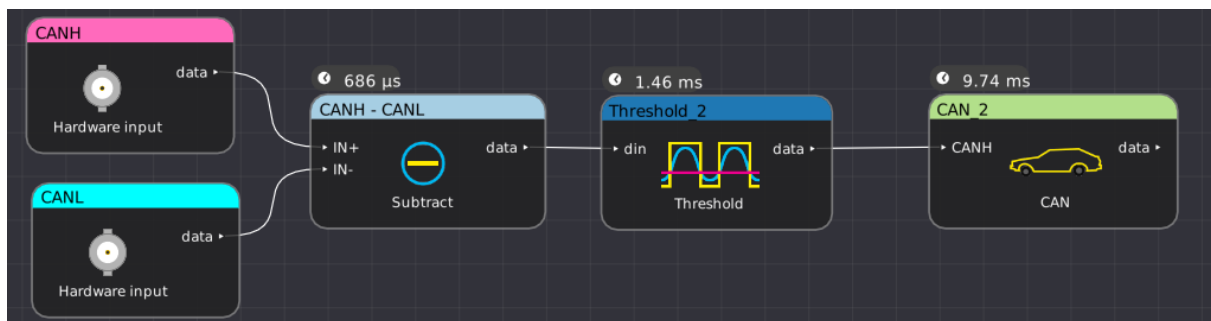 CANH
data
Hardware input
CANL
data
Hardware input
686 µs
CANH - CANL
IN+
IN-
data
Subtract
1.46 ms
Threshold_2
din
data
Threshold
9.74 ms
CAN_2
CANH
data
CAN